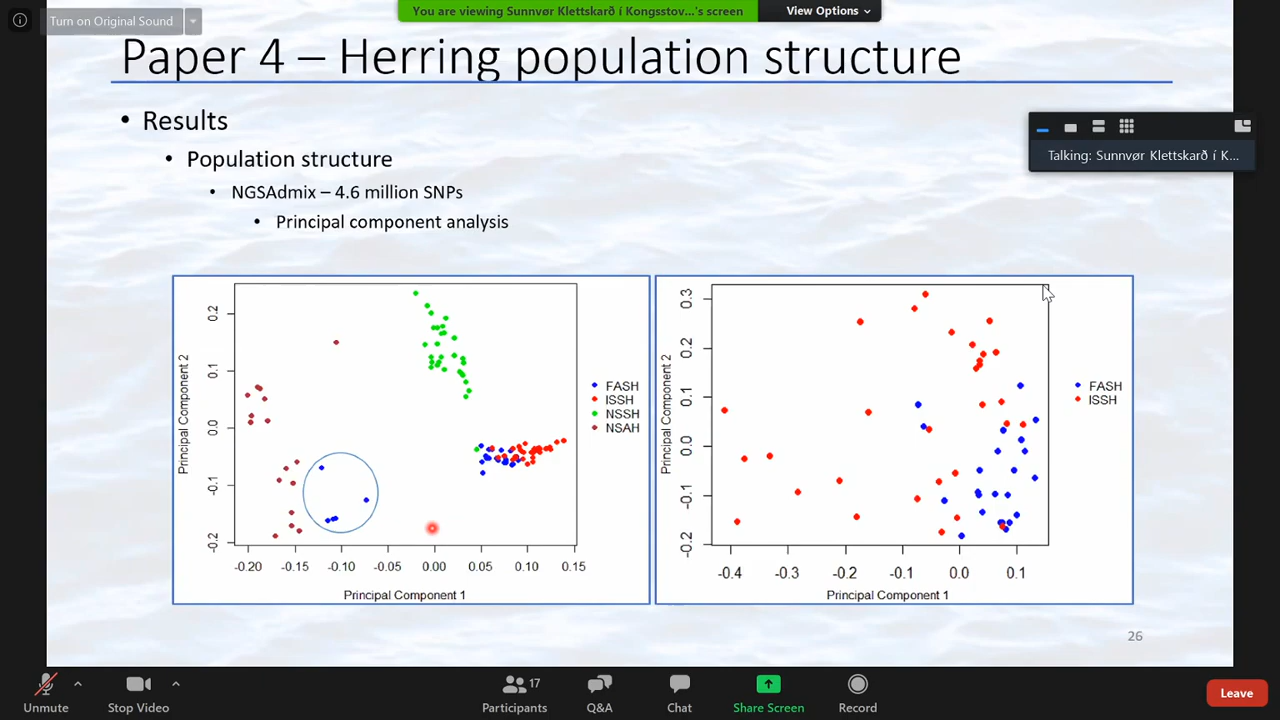 Turn on Original Sound
You are viewing Sunnvør Klettskarð í Kongsstov...'s screen
View Options
Paper 4 – Herring population structure
• Results
• Population structure
• NGSAdmix – 4.6 million SNPs
• Principal component analysis
Talking: Sunnvør Klettskarð í K...
Principal Component 2
0.2
0.1
0.0
-0.1
-0.2
-0.20 -0.15 -0.10 -0.05 0.00 0.05 0.10 0.15
Principal Component 1
FASH
ISSH
NSSH
NSAH
Principal Component 2
0.3
0.2
0.1
0.0
-0.1
-0.2
-0.4 -0.3 -0.2 -0.1 0.0 0.1
Principal Component 1
FASH
ISSH
26
Unmute
Stop Video
17
Participants
Q&A
Chat
Share Screen
Record
Leave